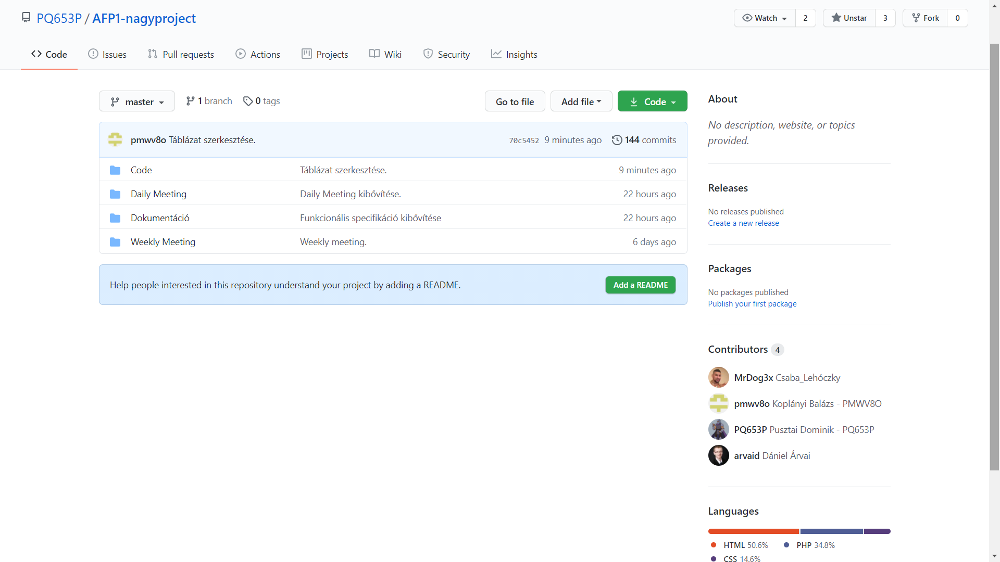 PQ653P / AFP1-nagyproject
Watch 2
Unstar 3
Fork 0
Code
Issues
Pull requests
Actions
Projects
Wiki
Security
Insights
master
1 branch
0 tags
Go to file
Add file
Code
pmwv8o Táblázat szerkesztése.
70c5452 9 minutes ago
144 commits
Code Táblázat szerkesztése. 9 minutes ago
Daily Meeting Daily Meeting kibővítése. 22 hours ago
Dokumentáció Funkcionális specifikáció kibővítése 22 hours ago
Weekly Meeting Weekly meeting. 6 days ago
Help people interested in this repository understand your project by adding a README.
Add a README
About
No description, website, or topics
provided.
Releases
No releases published
Create a new release
Packages
No packages published
Publish your first package
Contributors 4
MrDog3x Csaba_Lehóczky
pmwv8o Koplányi Balázs - PMWV8O
PQ653P Pusztai Dominik - PQ653P
arvaid Dániel Árvai
Languages
HTML 50.6%
PHP 34.8%
CSS 14.6%